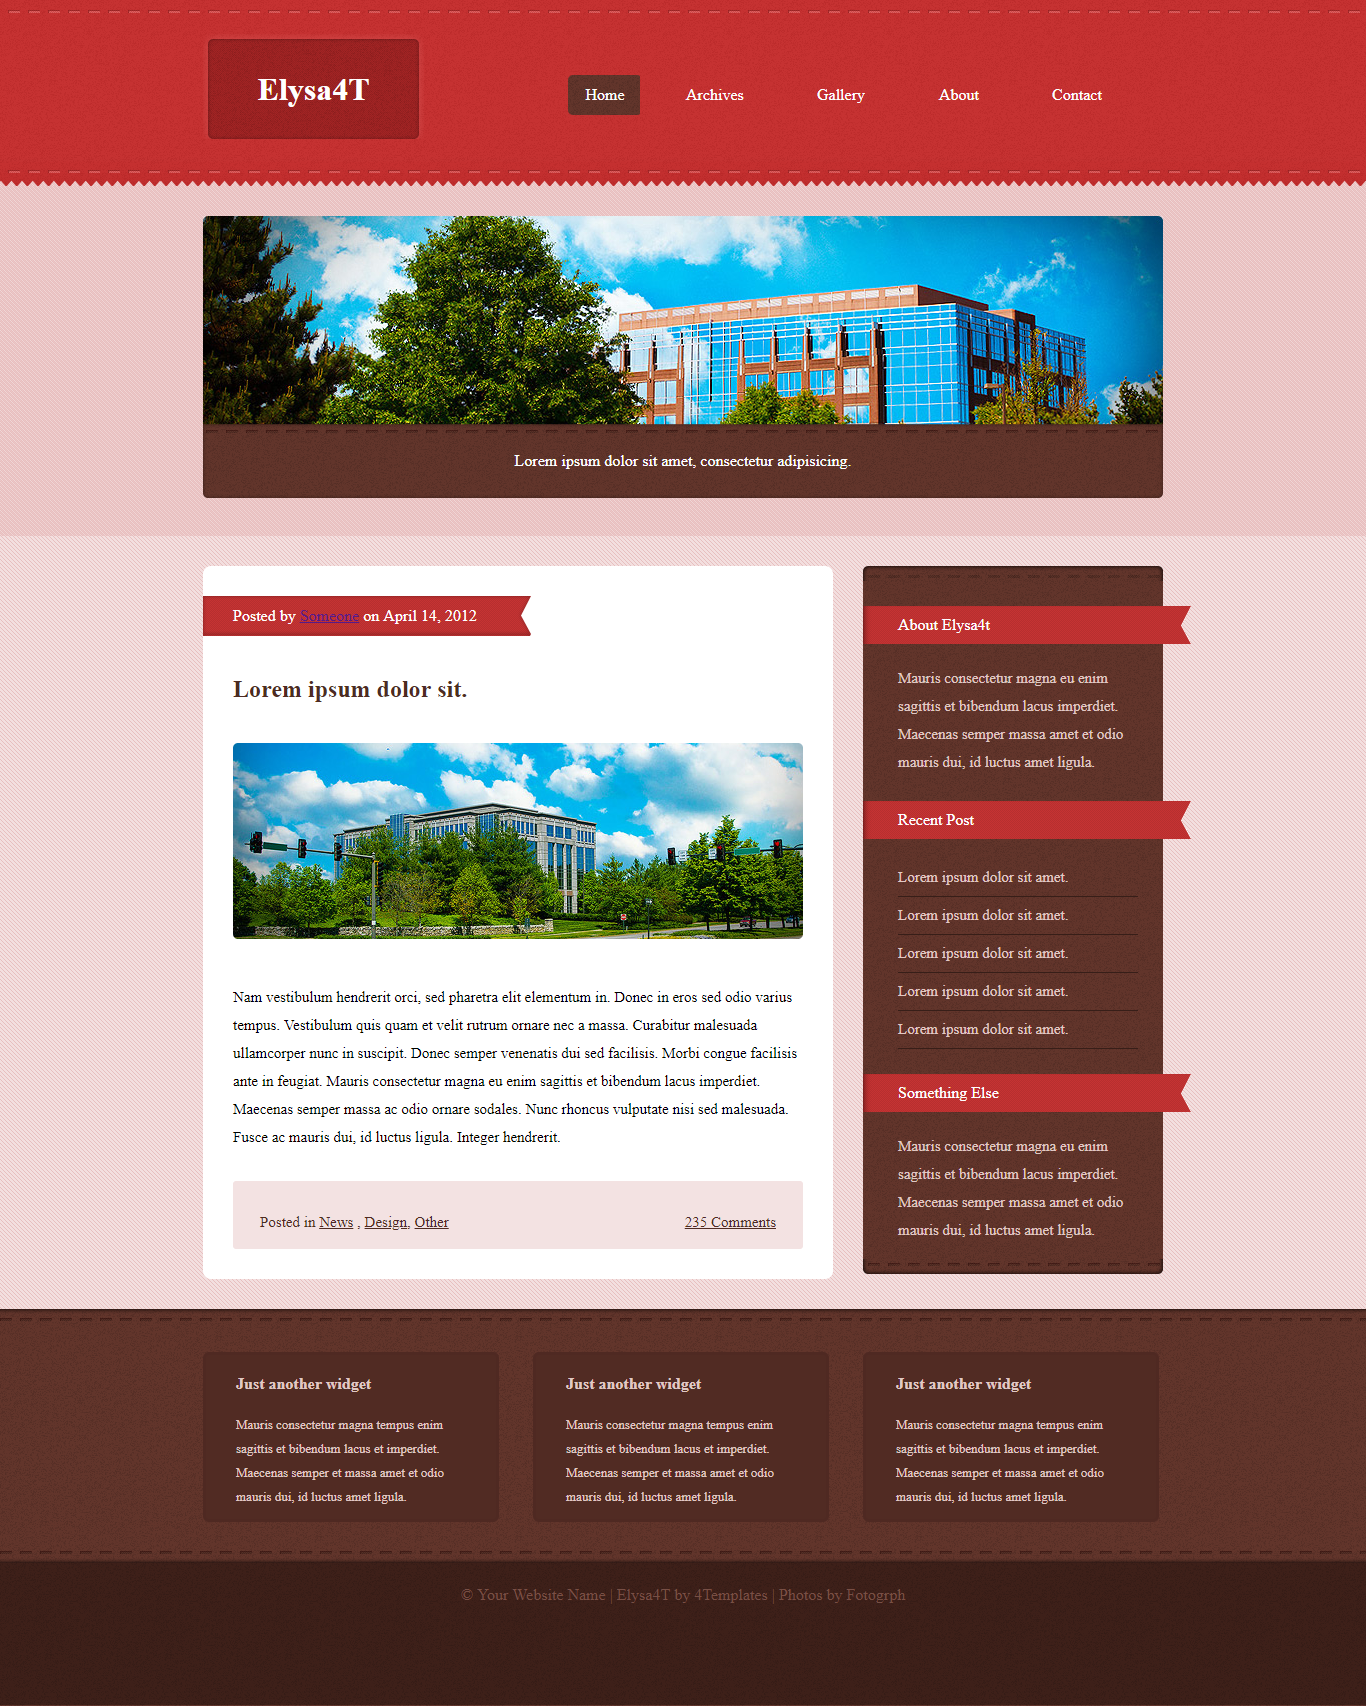 Elysa4T
Home Archives Gallery About Contact
Lorem ipsum dolor sit amet, consectetur adipisicing.
Posted by Someone on April 14, 2012
Lorem ipsum dolor sit.
Nam vestibulum hendrerit orci, sed pharetra elit elementum in. Donec in eros sed odio varius
tempus. Vestibulum quis quam et velit rutrum ornare nec a massa. Curabitur malesuada
ullamcorper nunc in suscipit. Donec semper venenatis dui sed facilisis. Morbi congue facilisis
ante in feugiat. Mauris consectetur magna eu enim sagittis et bibendum lacus imperdiet.
Maecenas semper massa ac odio ornare sodales. Nunc rhoncus vulputate nisi sed malesuada.
Fusce ac mauris dui, id luctus ligula. Integer hendrerit.
Posted in News , Design, Other
235 Comments
About Elysa4t
Mauris consectetur magna eu enim
sagittis et bibendum lacus imperdiet.
Maecenas semper massa amet et odio
mauris dui, id luctus amet ligula.
Recent Post
Lorem ipsum dolor sit amet.
Lorem ipsum dolor sit amet.
Lorem ipsum dolor sit amet.
Lorem ipsum dolor sit amet.
Lorem ipsum dolor sit amet.
Something Else
Mauris consectetur magna eu enim
sagittis et bibendum lacus imperdiet.
Maecenas semper massa amet et odio
mauris dui, id luctus amet ligula.
Just another widget
Mauris consectetur magna tempus enim
sagittis et bibendum lacus et imperdiet.
Maecenas semper et massa amet et odio
mauris dui, id luctus amet ligula.
Just another widget
Mauris consectetur magna tempus enim
sagittis et bibendum lacus et imperdiet.
Maecenas semper et massa amet et odio
mauris dui, id luctus amet ligula.
Just another widget
Mauris consectetur magna tempus enim
sagittis et bibendum lacus et imperdiet.
Maecenas semper et massa amet et odio
mauris dui, id luctus amet ligula.
© Your Website Name | Elysa4T by 4Templates | Photos by Fotogrph